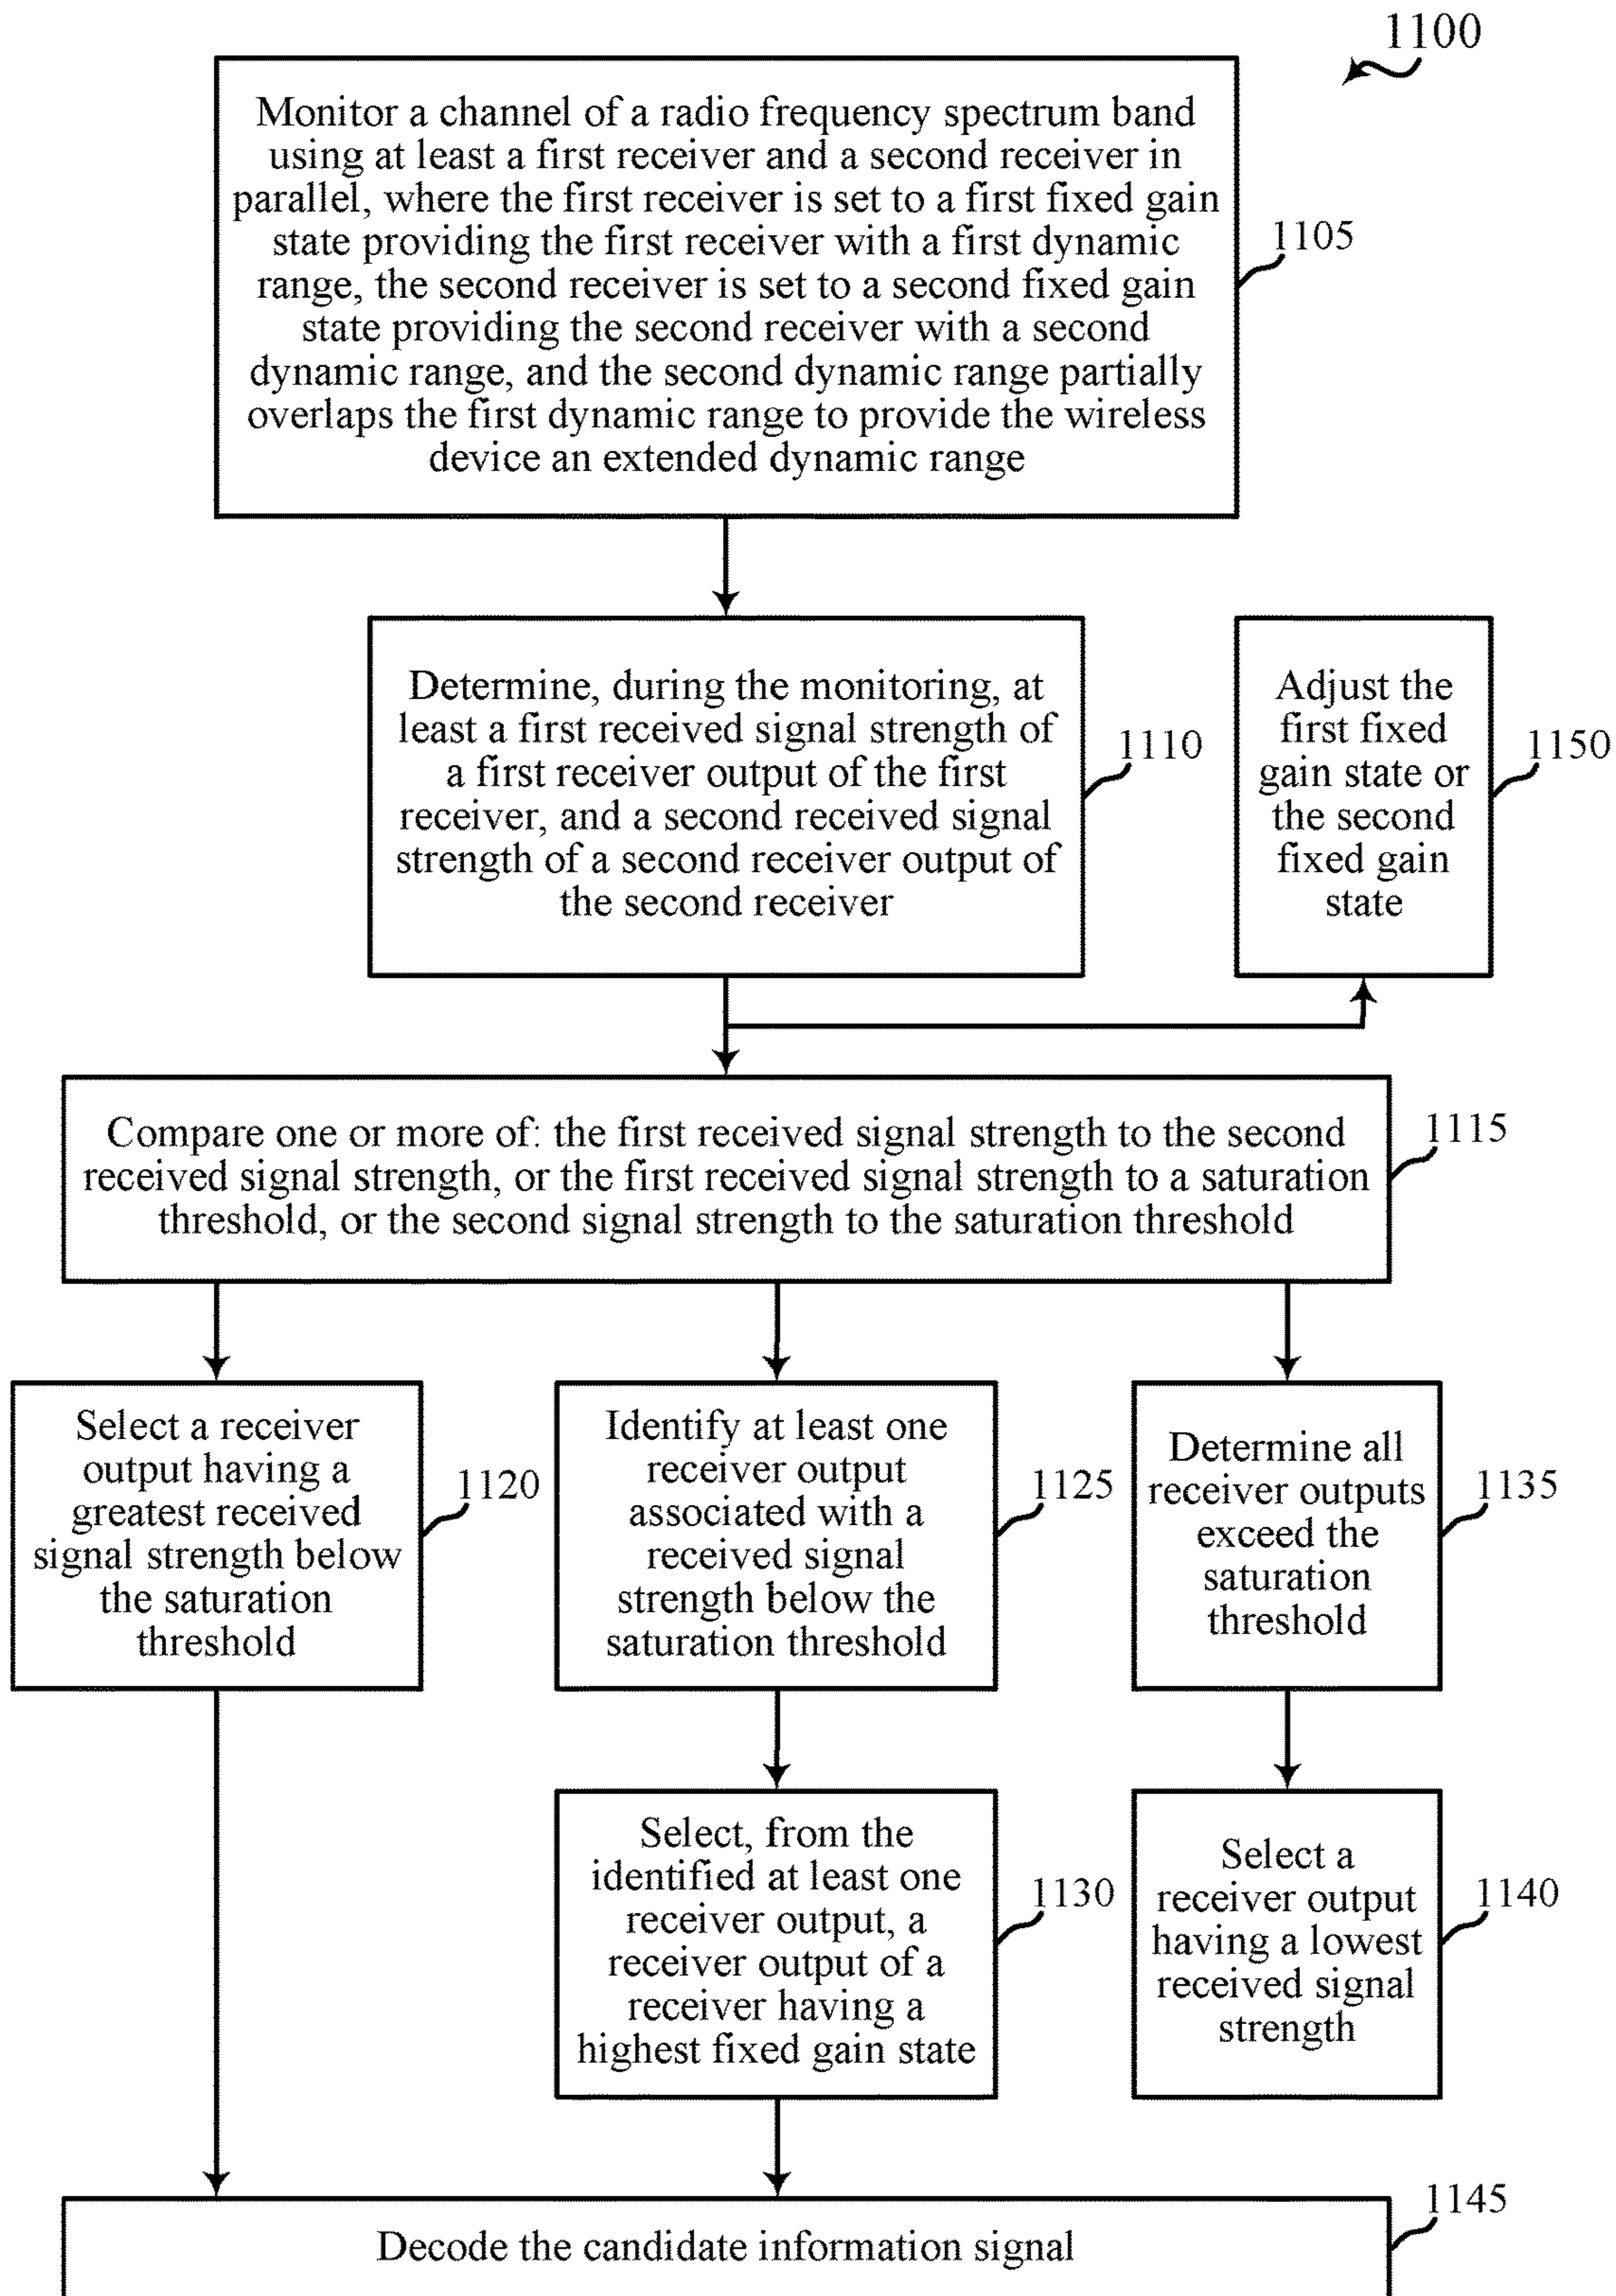 1100
Monitor a channel of a radio frequency spectrum band
using at least a first receiver and a second receiver in
parallel, where the first receiver is set to a first fixed gain
state providing the first receiver with a first dynamic
range, the second receiver is set to a second fixed gain
state providing the second receiver with a second
dynamic range, and the second dynamic range partially
overlaps the first dynamic range to provide the wireless
device an extended dynamic range
1105
Determine, during the monitoring, at
least a first received signal strength of
a first receiver output of the first
receiver, and a second received signal
strength of a second receiver output of
the second receiver
1110
Adjust the
first fixed
gain state or
the second
fixed gain
state
1150
Compare one or more of: the first received signal strength to the second
received signal strength, or the first received signal strength to a saturation
threshold, or the second signal strength to the saturation threshold
1115
Select a receiver
output having a
greatest received
signal strength below
the saturation
threshold
1120
Identify at least one
receiver output
associated with a
received signal
strength below the
saturation threshold
1125
Determine all
receiver outputs
exceed the
saturation
threshold
1135
Select, from the
identified at least one
receiver output, a
receiver output of a
receiver having a
highest fixed gain state
1130
Select a
receiver output
having a lowest
received signal
strength
1140
Decode the candidate information signal
1145